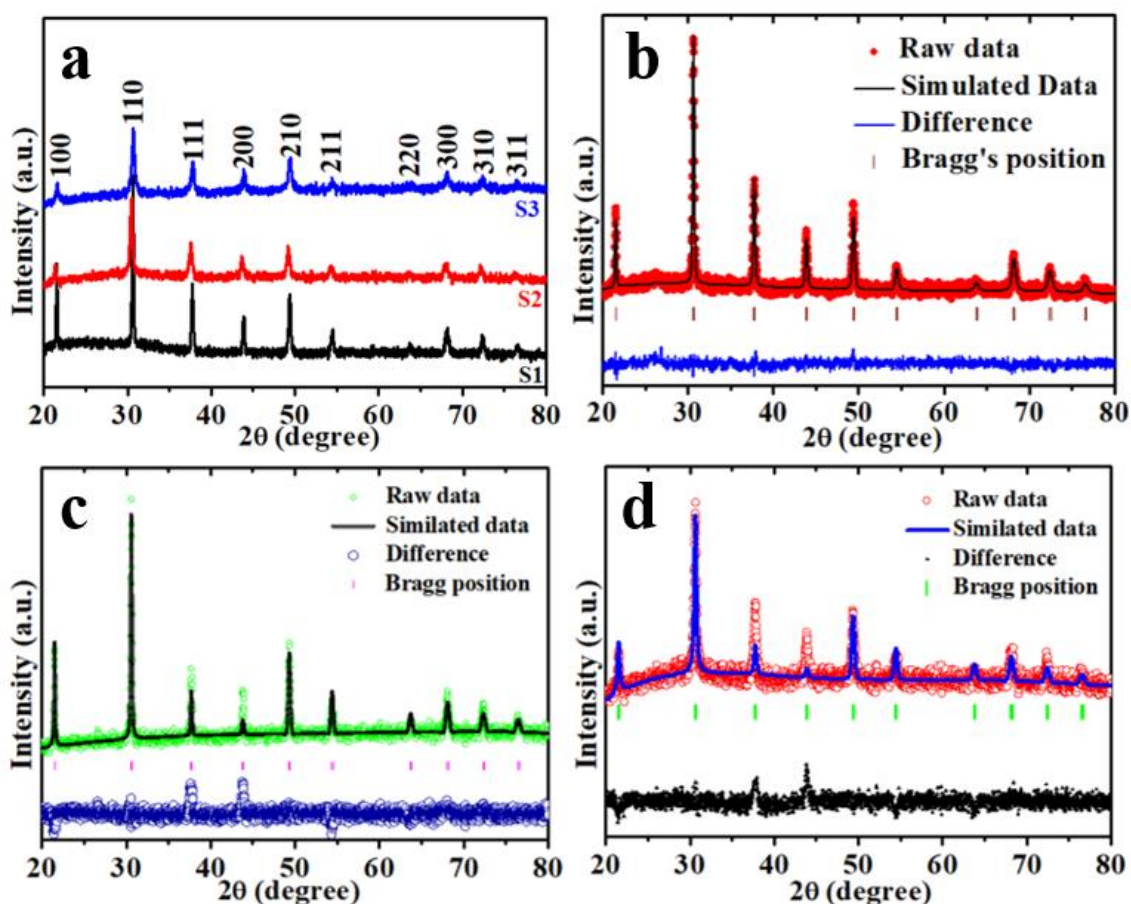 a
100
110
111
200
210
211
220
300
310
311
S3
S2
S1
Intensity (a.u.)
20 30 40 50 60 70 80
2θ (degree)
b
Raw data
Simulated Data
Difference
Bragg's position
Intensity (a.u.)
20 30 40 50 60 70 80
2θ (degree)
c
Raw data
Similated data
Difference
Bragg position
Intensity (a.u.)
20 30 40 50 60 70 80
2θ (degree)
d
Raw data
Similated data
Difference
Bragg position
Intensity (a.u.)
20 30 40 50 60 70 80
2θ (degree)